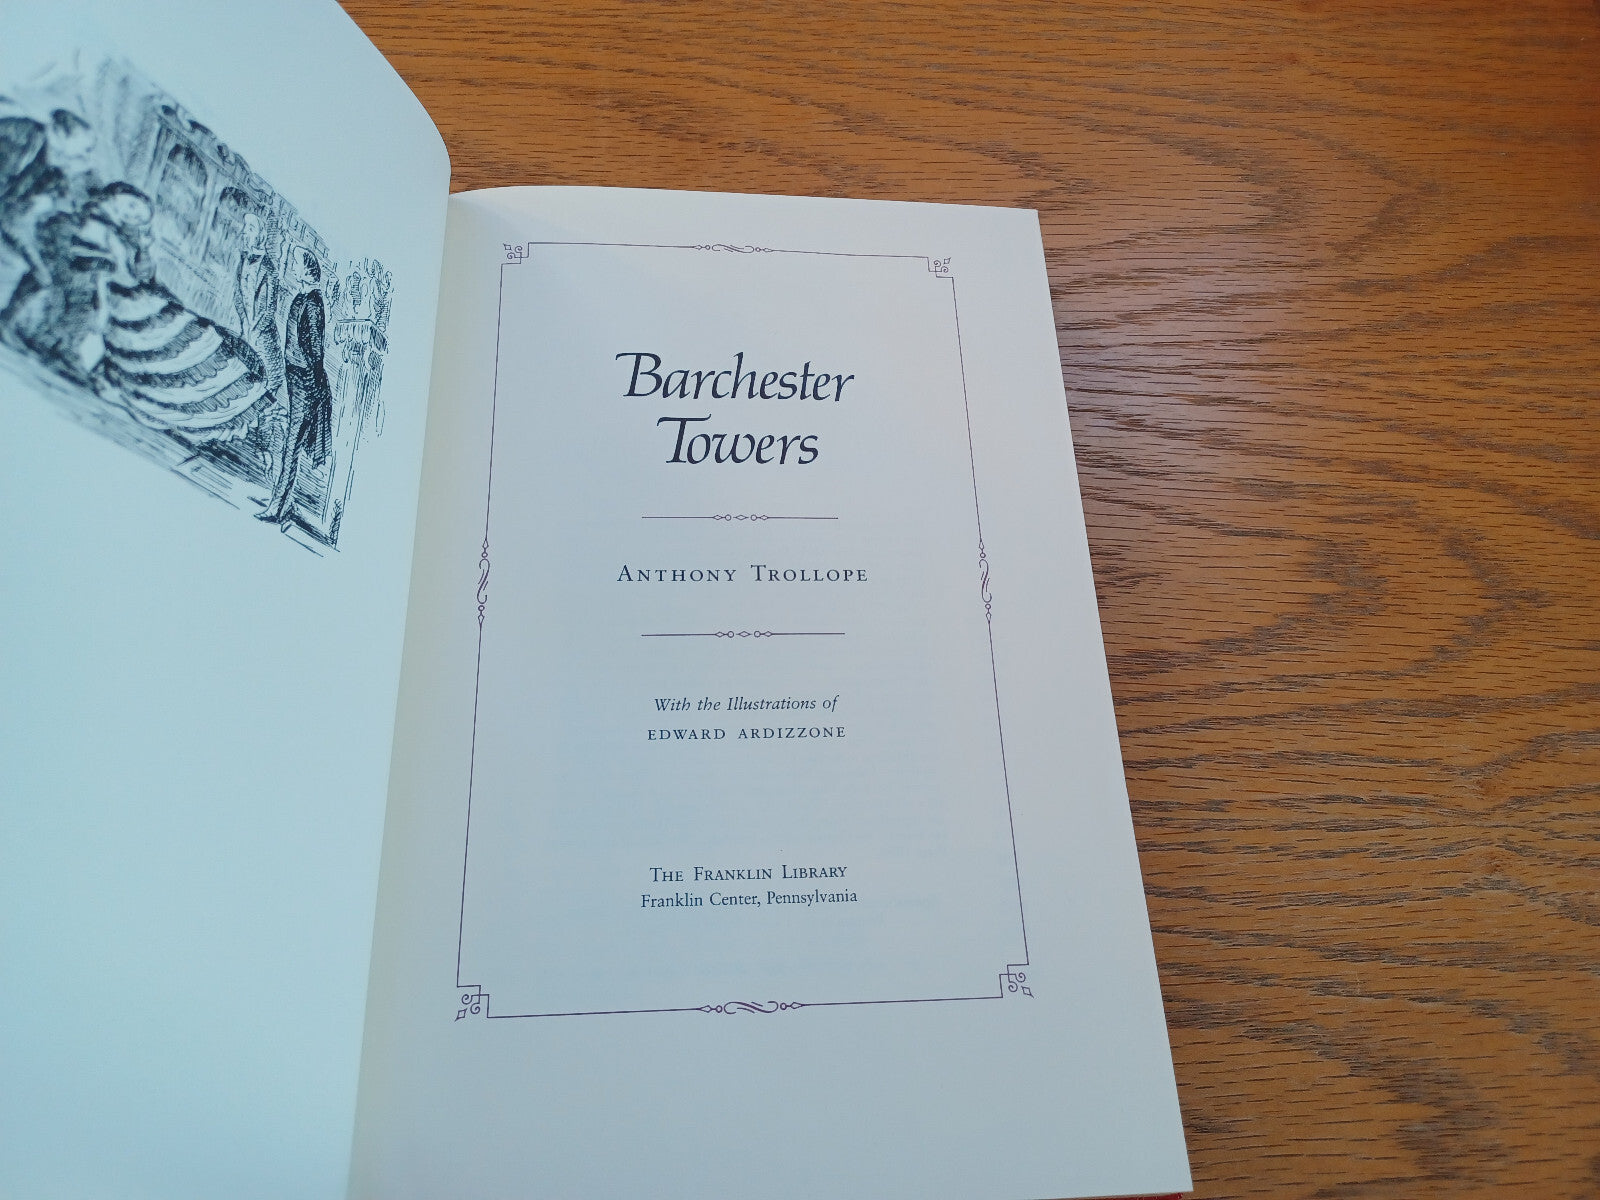 Barchester
Towers
ANTHONY TROLLOPE
With the Illustrations of
EDWARD ARDIZZONE
THE FRANKLIN LIBRARY
Franklin Center, Pennsylvania